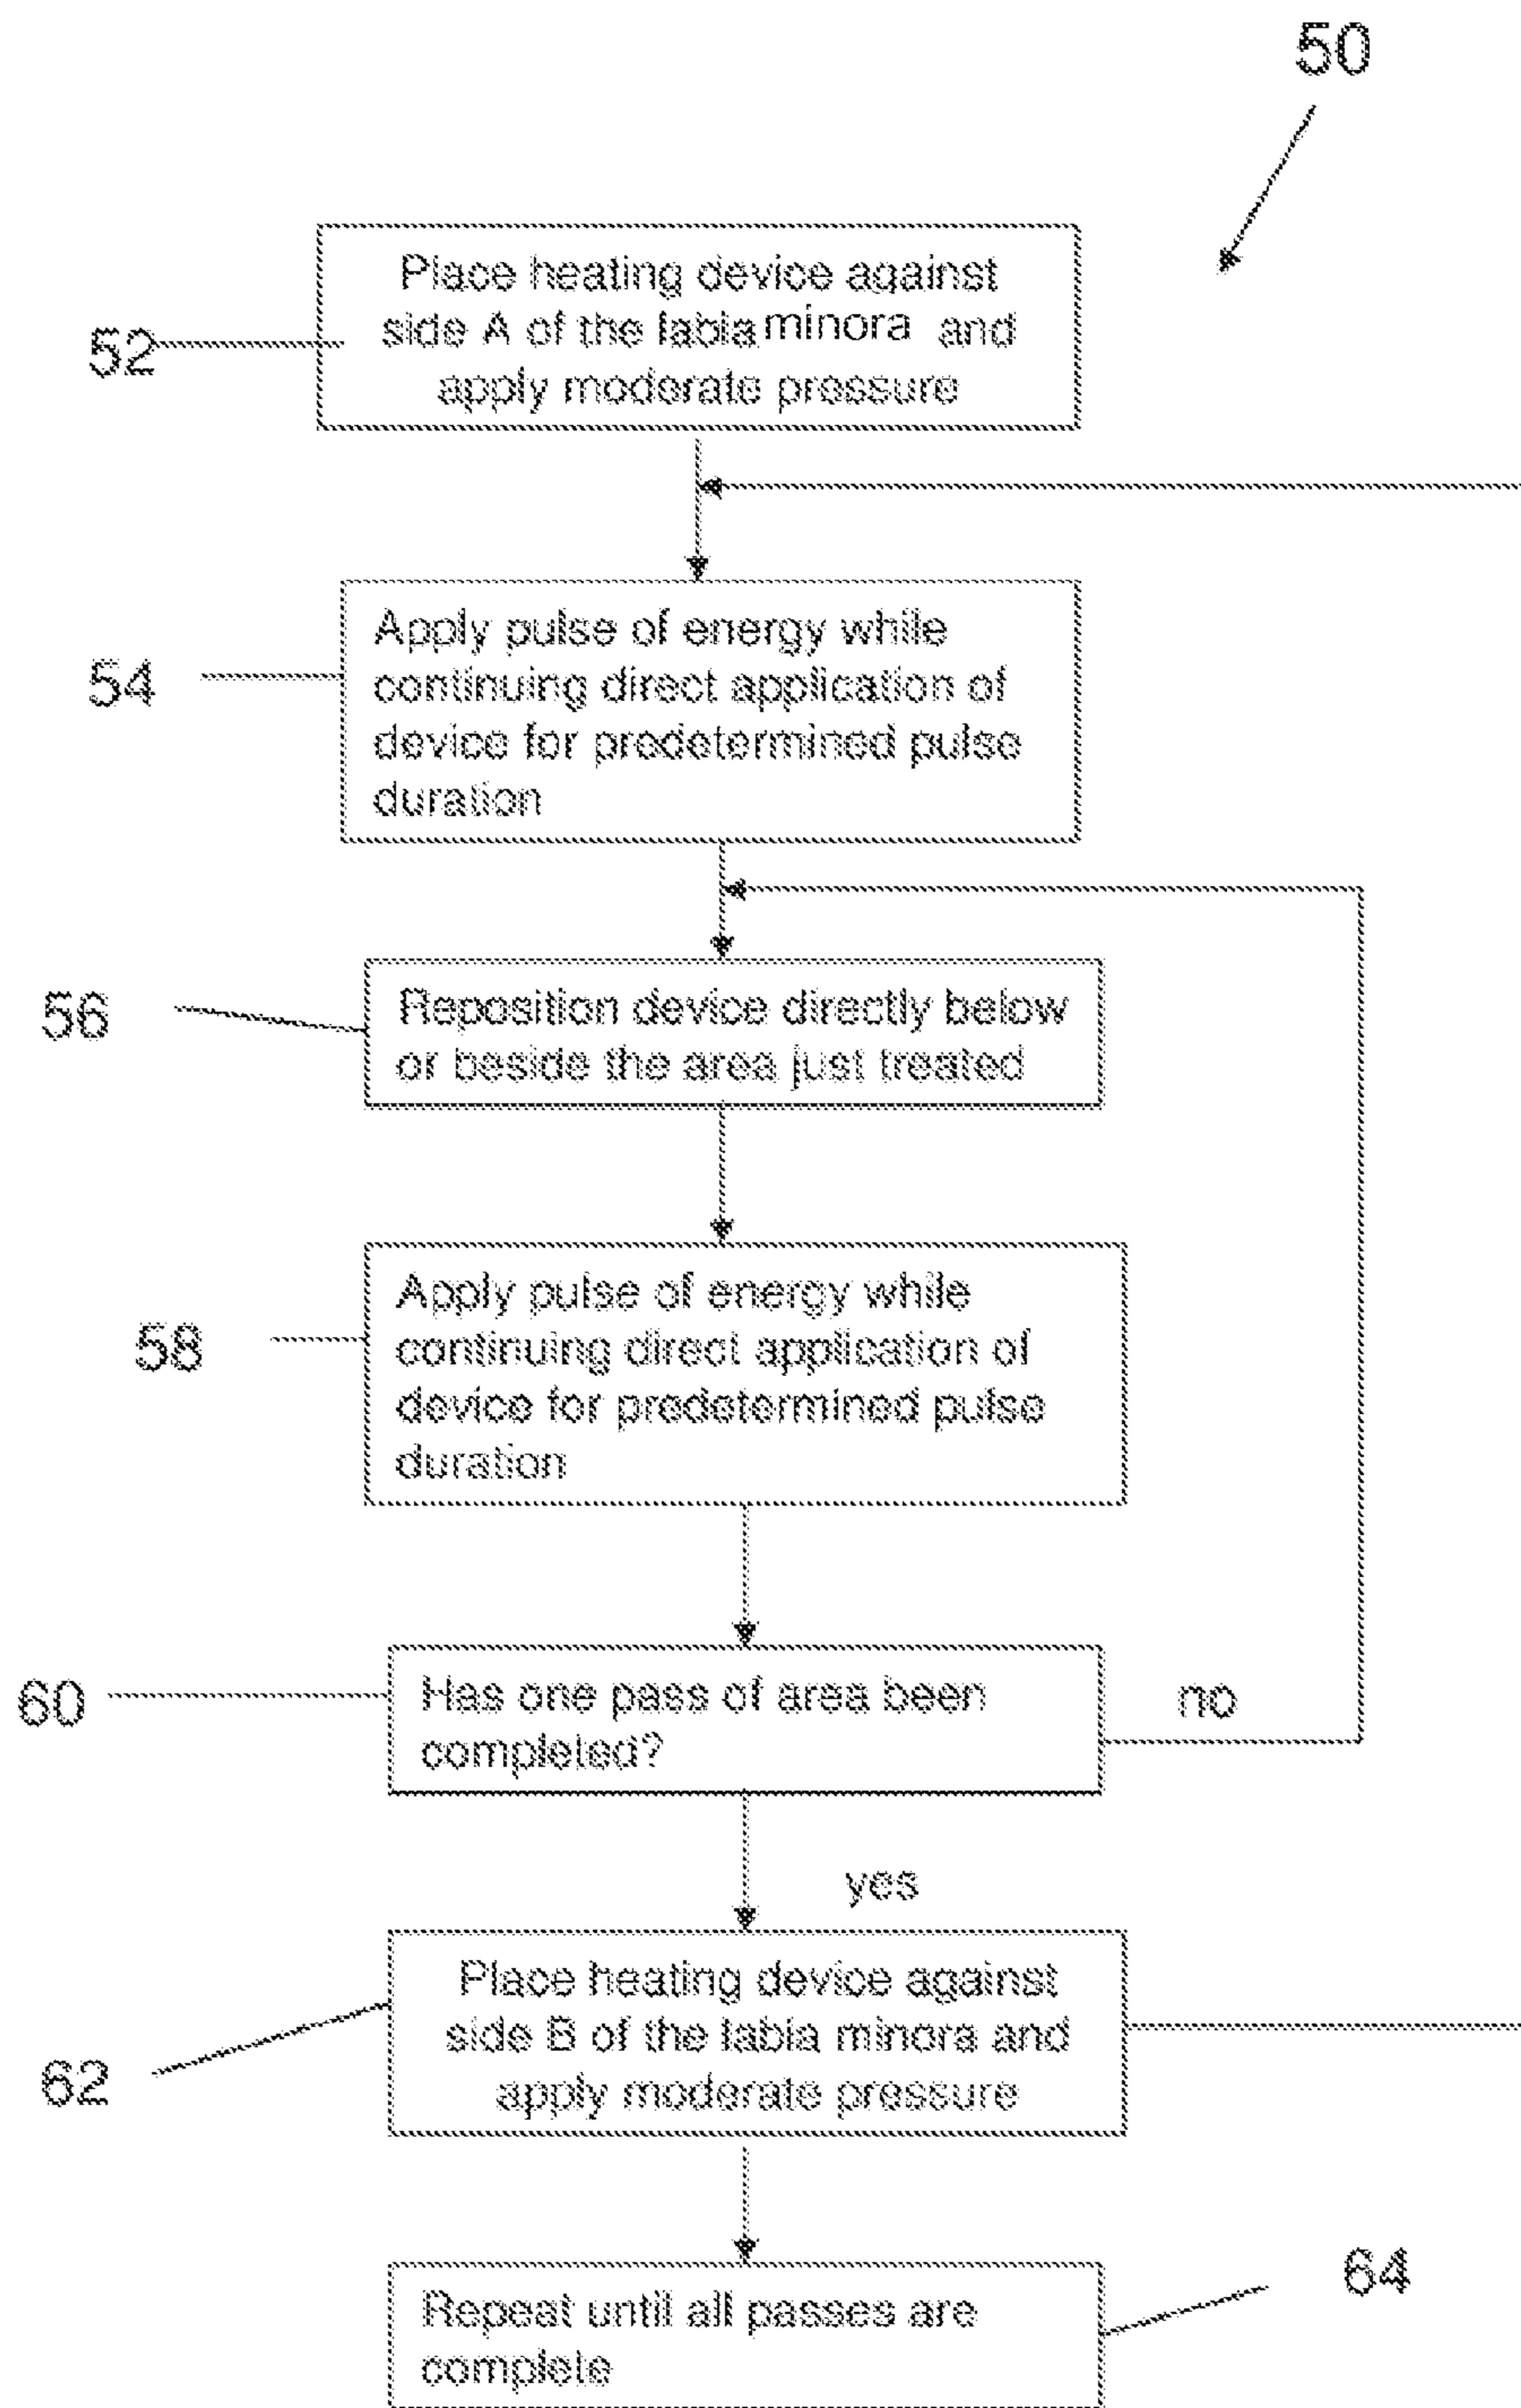 50
Place heating device against
side A of the labia minora and
apply moderate pressure
52
Apply pulse of energy while
continuing direct application of
device for predetermined pulse
duration
54
Reposition device directly below
or beside the area just treated
56
Apply pulse of energy while
continuing direct application of
device for predetermined pulse
duration
58
Has one pass of area been
completed?
60
no
yes
Place heating device against
side B of the labia minora and
apply moderate pressure
62
64
Repeat until all passes are
complete